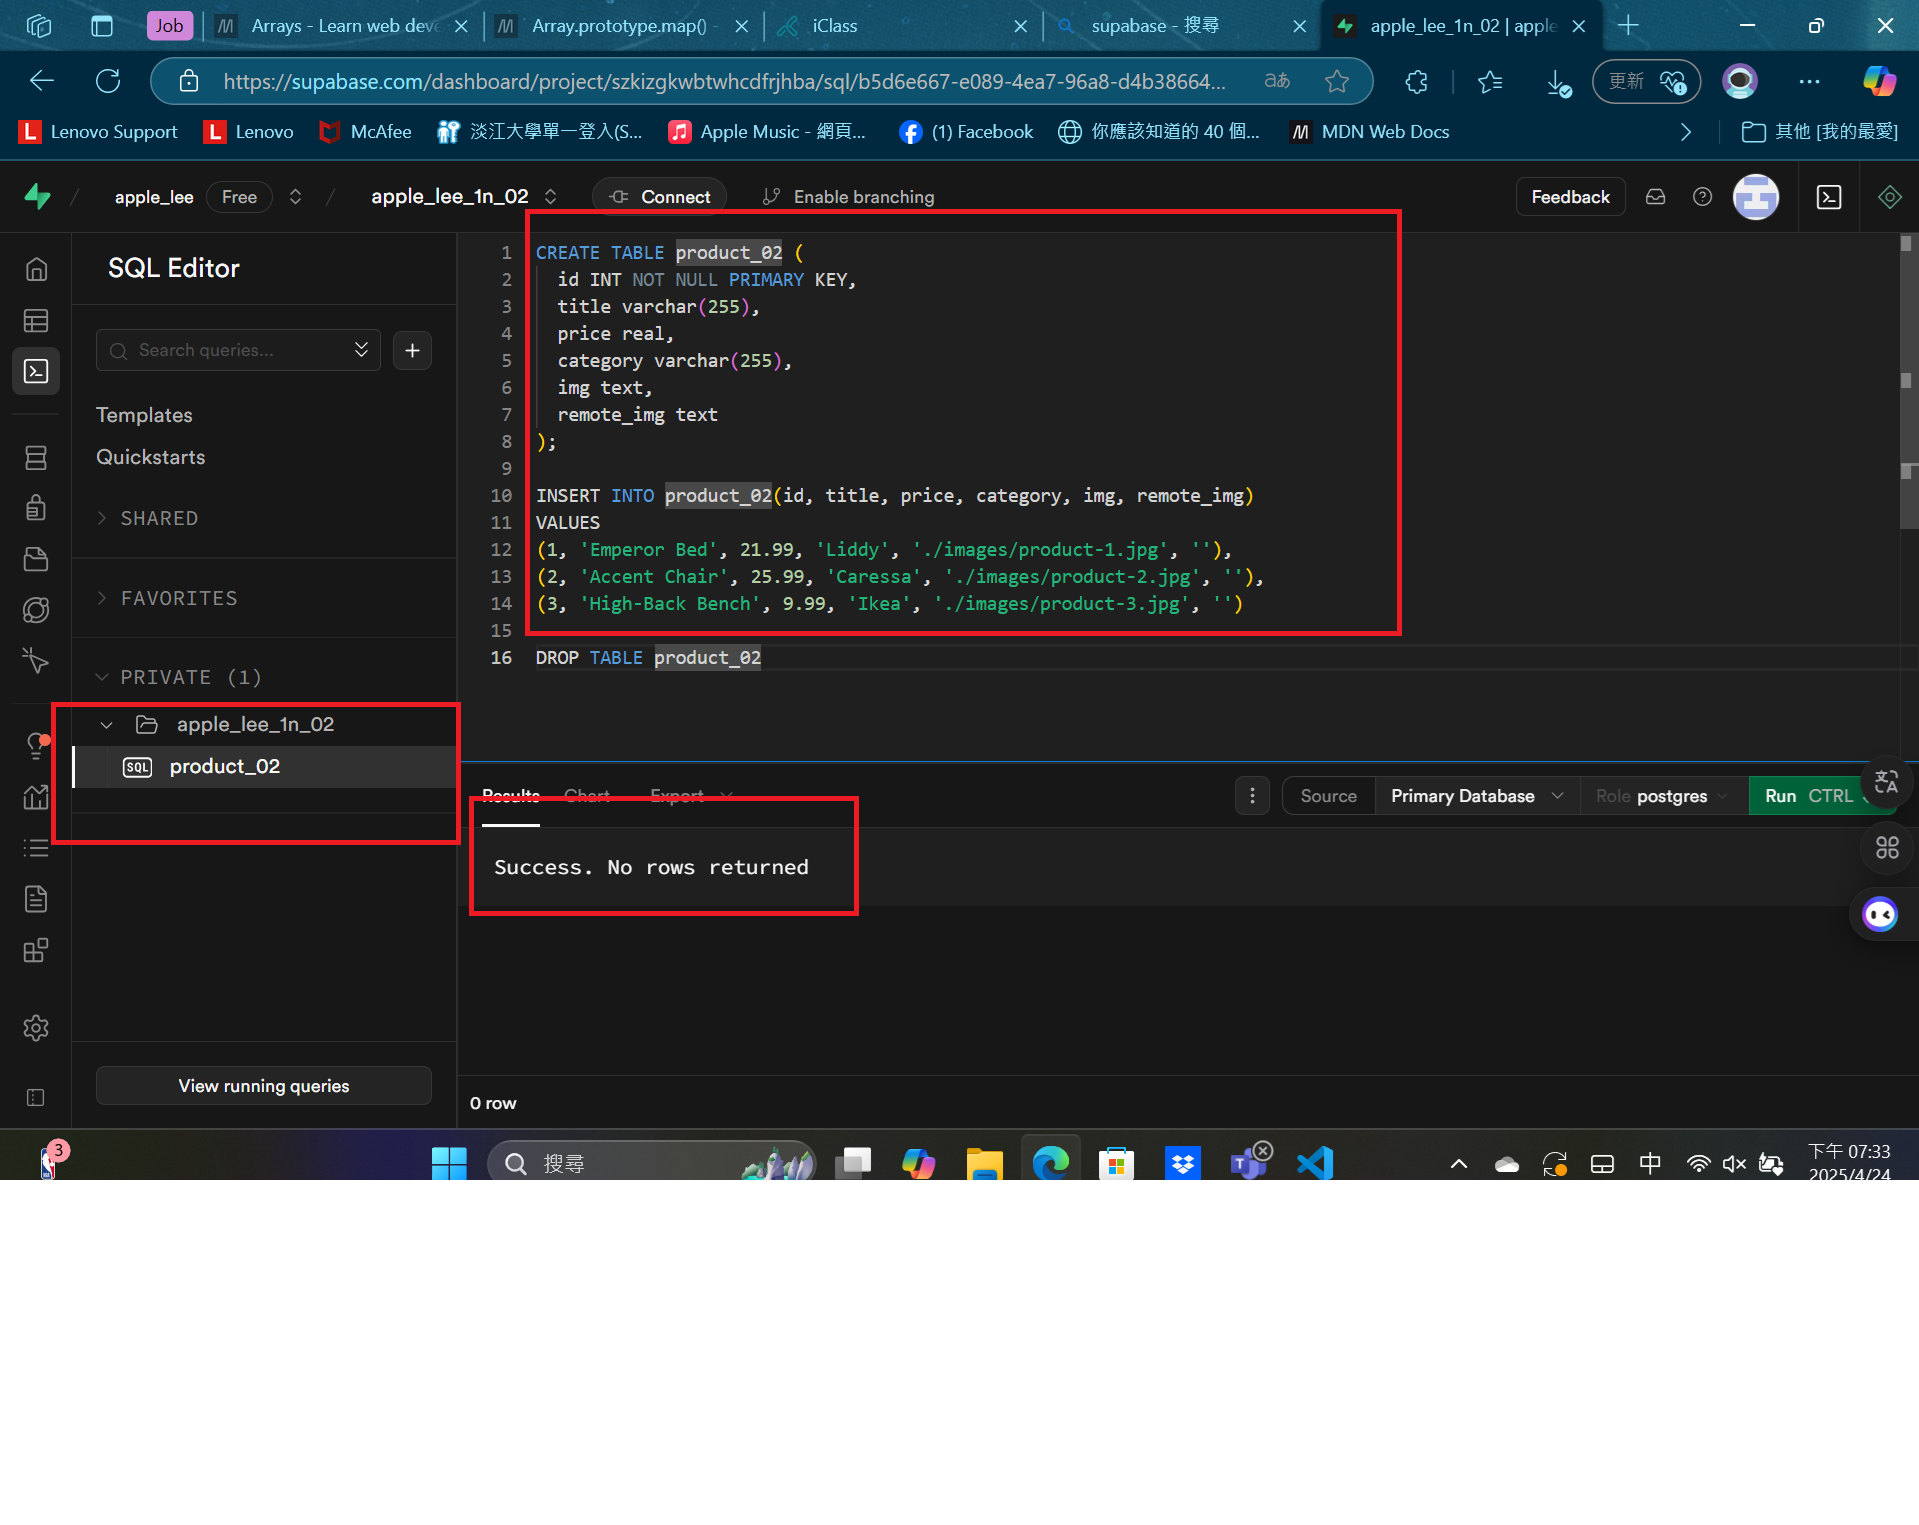 Job
Arrays - Learn web deve
Array.prototype.map() -
iClass
supabase - 搜尋
apple_lee_1n_02 | apple
https://supabase.com/dashboard/project/szkizgkwbtwhcdfrjhba/sql/b5d6e667-e089-4ea7-96a8-d4b38664...
aあ
更新
Lenovo Support
Lenovo
McAfee
淡江大學單一登入(S...
Apple Music - 網頁...
(1) Facebook
你應該知道的 40 個...
MDN Web Docs
其他 [我的最愛]
apple_lee
Free
apple_lee_1n_02
Connect
Enable branching
Feedback
SQL Editor
Search queries...
Templates
Quickstarts
SHARED
FAVORITES
PRIVATE (1)
apple_lee_1n_02
SQL product_02
View running queries
1 CREATE TABLE product_02 (
2 id INT NOT NULL PRIMARY KEY,
3 title varchar(255),
4 price real,
5 category varchar(255),
6 img text,
7 remote_img text
8 );
9
10 INSERT INTO product_02(id, title, price, category, img, remote_img)
11 VALUES
12 (1, 'Emperor Bed', 21.99, 'Liddy', './images/product-1.jpg', ''),
13 (2, 'Accent Chair', 25.99, 'Caressa', './images/product-2.jpg', ''),
14 (3, 'High-Back Bench', 9.99, 'Ikea', './images/product-3.jpg', '')
15
16 DROP TABLE product_02
Results Chart Export
Source Primary Database Role postgres Run CTRL
Success. No rows returned
0 row
3
搜尋
中
下午 07:33
2025/4/24